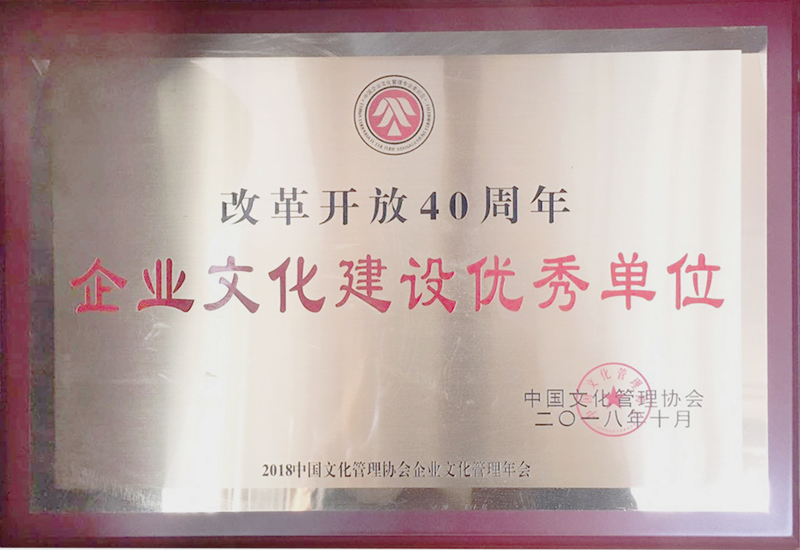 改革开放40周年
企业文化建设优秀单位
中国文化管理协会
二〇一八年十月
2018中国文化管理协会企业文化管理年会